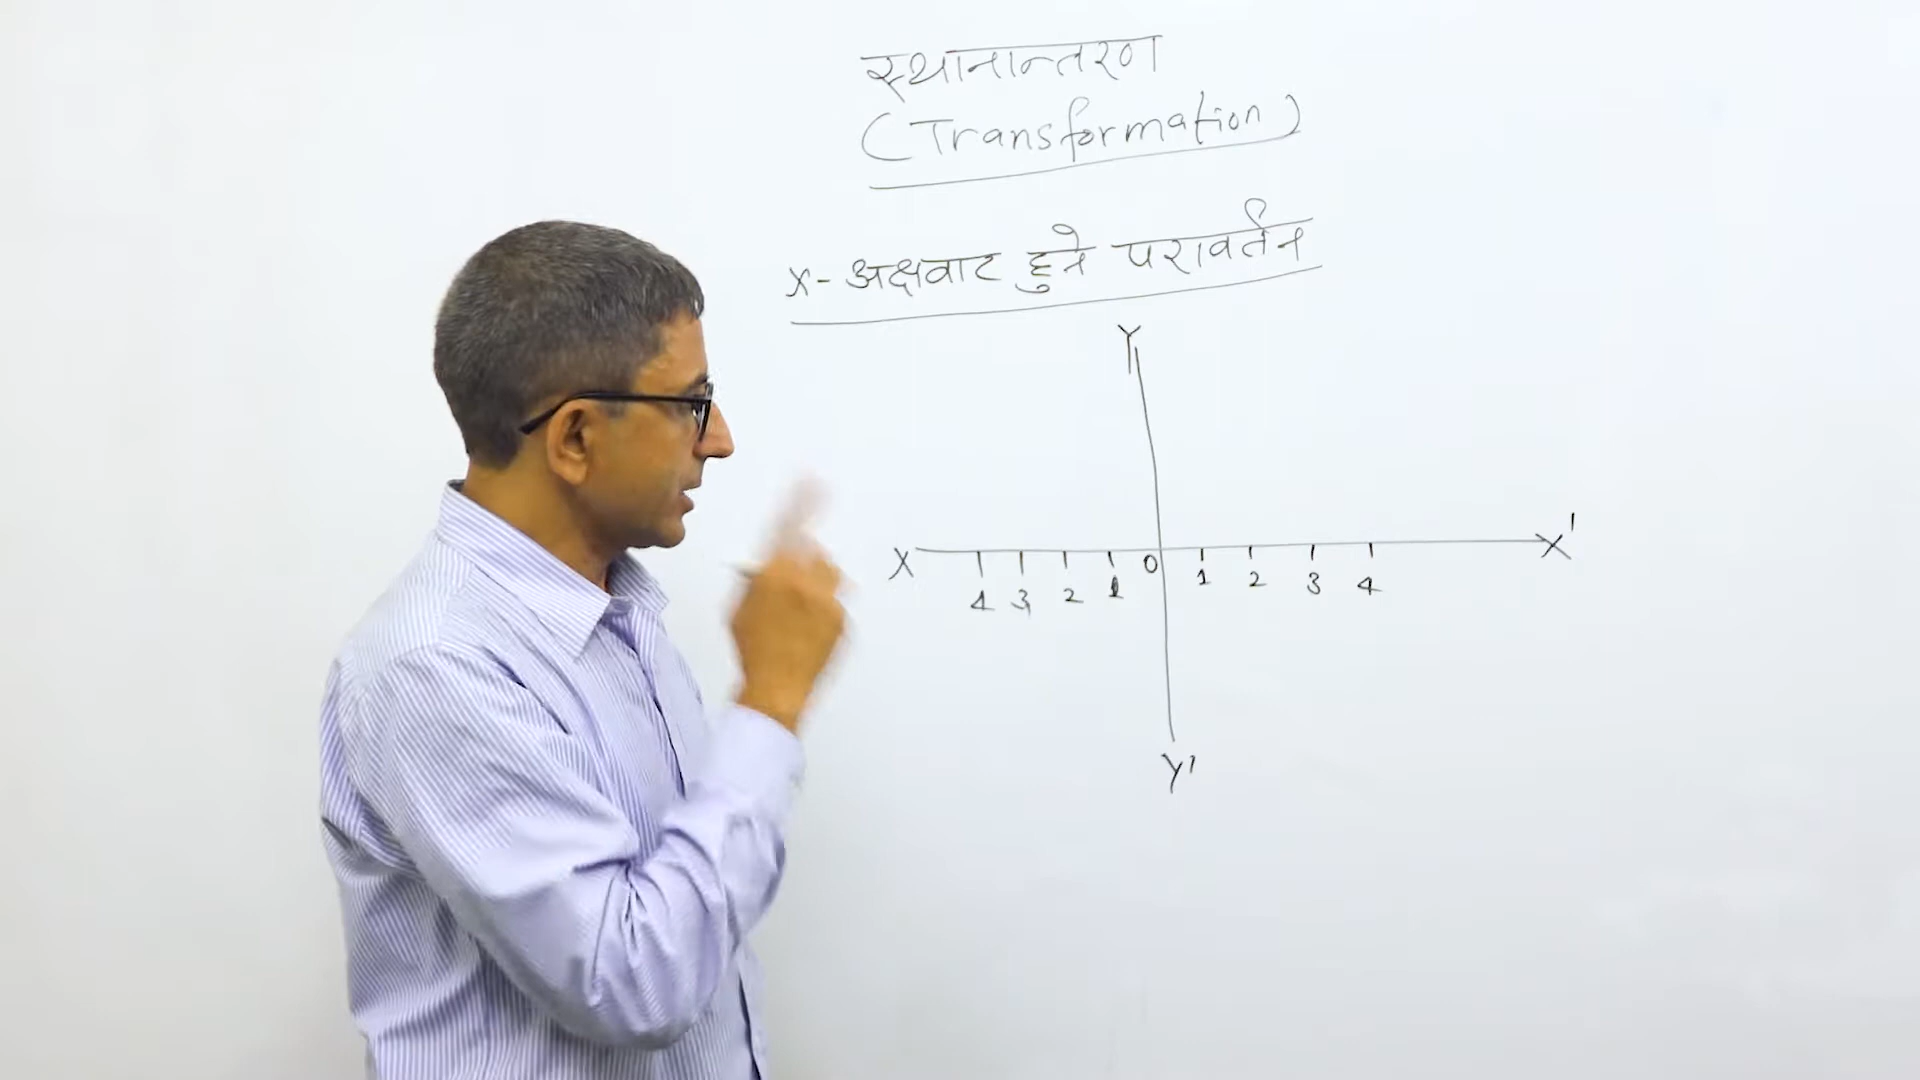 स्थानान्तरण
(Transformation)
x-अक्षबाट हुने परावर्तन
Y
X 4 3 2 1 0 1 2 3 4 X'
Y'